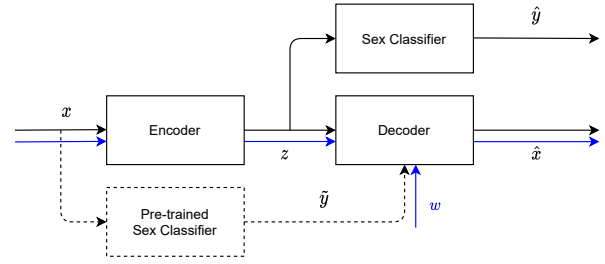 ŷ
Sex Classifier
x
Encoder
Decoder
z
x̂
Pre-trained
Sex Classifier
ỹ
w